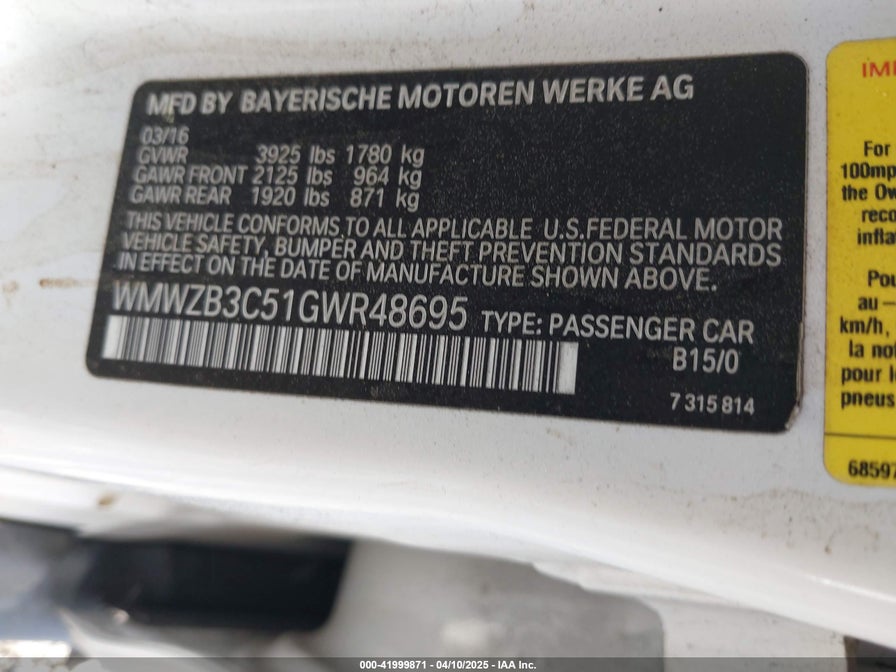 MFD BY BAYERISCHE MOTOREN WERKE AG
03/16
GVWR 3925 lbs 1780 kg
GAWR FRONT 2125 lbs 964 kg
GAWR REAR 1920 lbs 871 kg
THIS VEHICLE CONFORMS TO ALL APPLICABLE U.S.FEDERAL MOTOR
VEHICLE SAFETY, BUMPER AND THEFT PREVENTION STANDARDS
IN EFFECT ON THE DATE OF MANUFACTURE SHOWN ABOVE.
WMWZB3C51GWR48695 TYPE: PASSENGER CAR
B15/0
7 315 814
For
100mp
the Ow
reco
infla
Pou
au —
km/h,
la not
pour l
pneus
68597
000-41999871 - 04/10/2025 - IAA Inc.